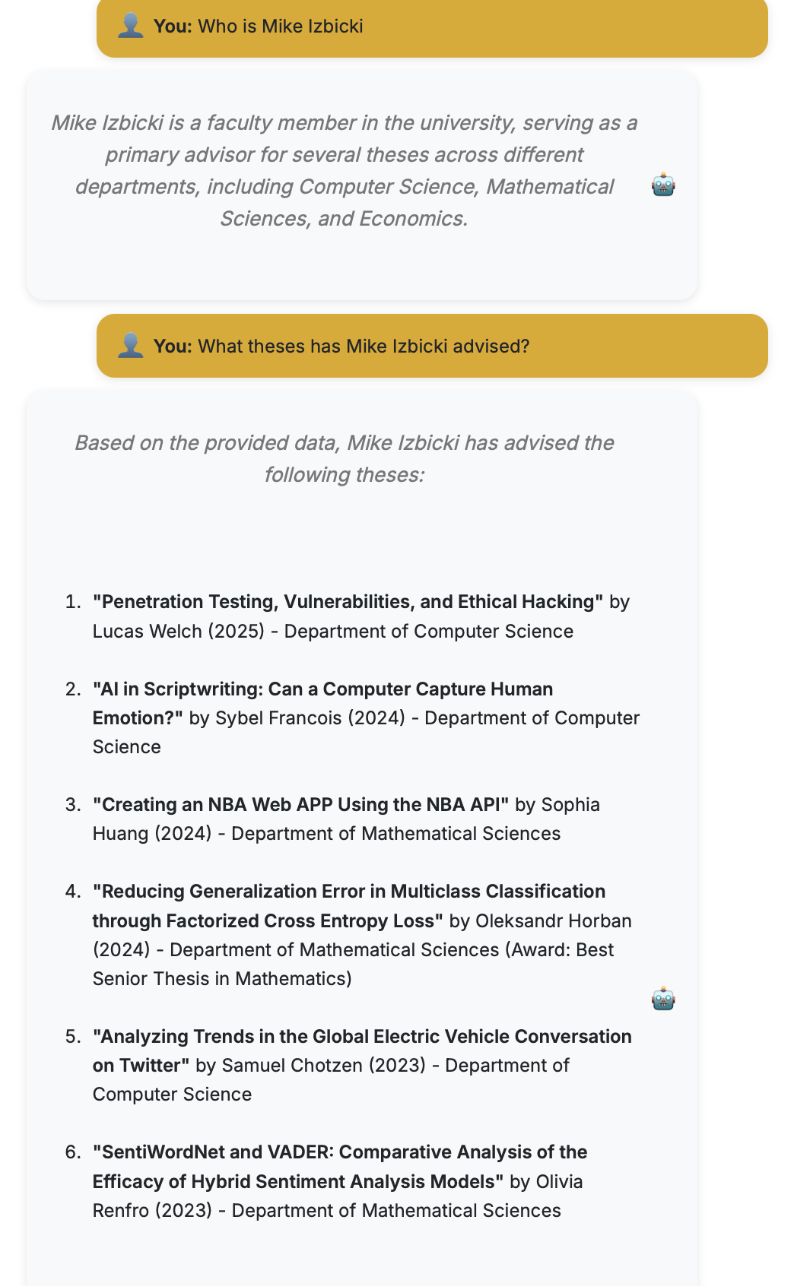 You: Who is Mike Izbicki
Mike Izbicki is a faculty member in the university, serving as a
primary advisor for several theses across different
departments, including Computer Science, Mathematical
Sciences, and Economics.
You: What theses has Mike Izbicki advised?
Based on the provided data, Mike Izbicki has advised the
following theses:
1. "Penetration Testing, Vulnerabilities, and Ethical Hacking" by
Lucas Welch (2025) - Department of Computer Science
2. "AI in Scriptwriting: Can a Computer Capture Human
Emotion?" by Sybel Francois (2024) - Department of Computer
Science
3. "Creating an NBA Web APP Using the NBA API" by Sophia
Huang (2024) - Department of Mathematical Sciences
4. "Reducing Generalization Error in Multiclass Classification
through Factorized Cross Entropy Loss" by Oleksandr Horban
(2024) - Department of Mathematical Sciences (Award: Best
Senior Thesis in Mathematics)
5. "Analyzing Trends in the Global Electric Vehicle Conversation
on Twitter" by Samuel Chotzen (2023) - Department of
Computer Science
6. "SentiWordNet and VADER: Comparative Analysis of the
Efficacy of Hybrid Sentiment Analysis Models" by Olivia
Renfro (2023) - Department of Mathematical Sciences